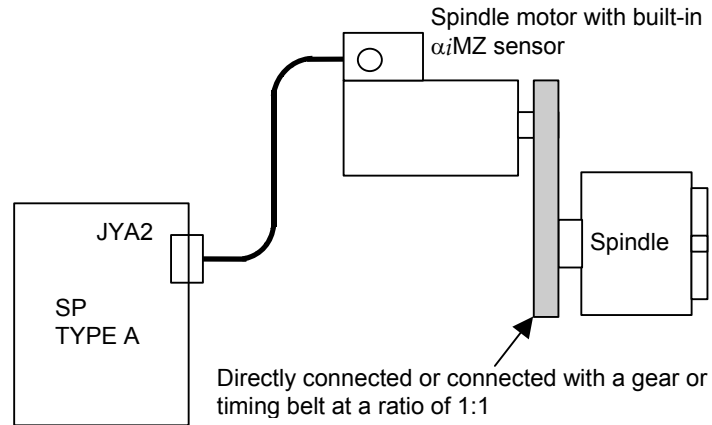 Spindle motor with built-in
αiMZ sensor
JYA2
Spindle
SP
TYPE A
Directly connected or connected with a gear or
timing belt at a ratio of 1:1